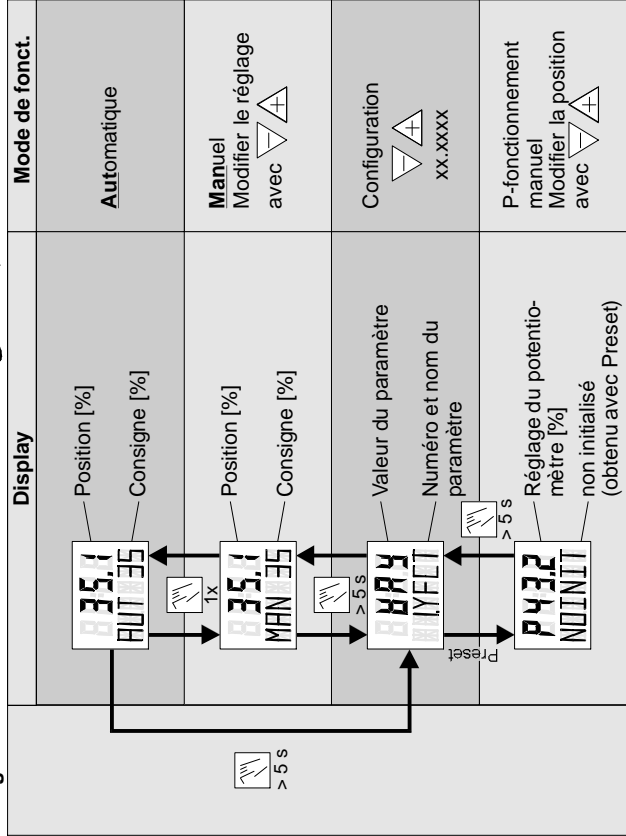 Display
Mode de fonct.
35.1
AUT 35
Position [%]
Consigne [%]
Automatique
1x
35.1
MAN 35
Position [%]
Consigne [%]
Manuel
Modifier le réglage
avec − +
> 5 s
> 5 s
1.YFCT
Valeur du paramètre
Numéro et nom du
paramètre
Configuration
− +
xx.xxxx
Preset
> 5 s
P43.2
NOINIT
Réglage du potentio-
mètre [%]
non initialisé
(obtenu avec Preset)
P-fonctionnement
manuel
Modifier la position
avec − +